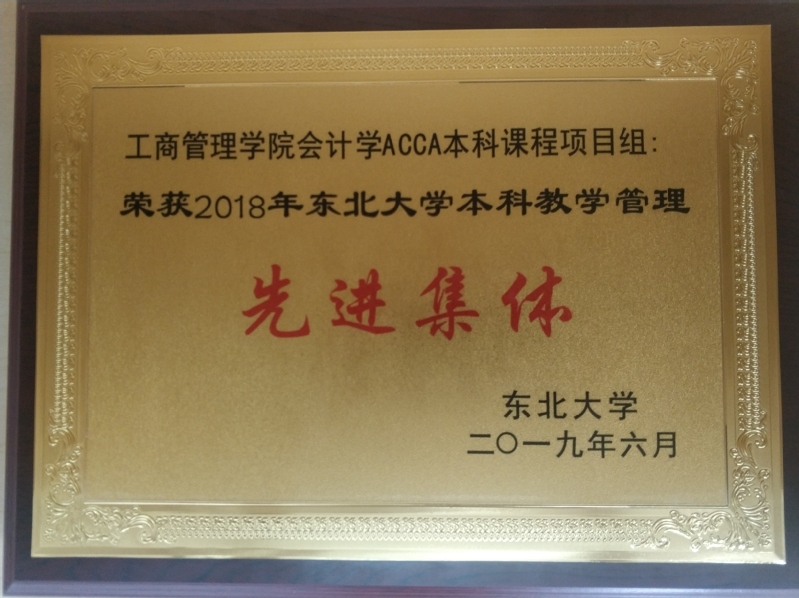 工商管理学院会计学ACCA本科课程项目组:
荣获2018年东北大学本科教学管理
先进集体
东北大学
二〇一九年六月